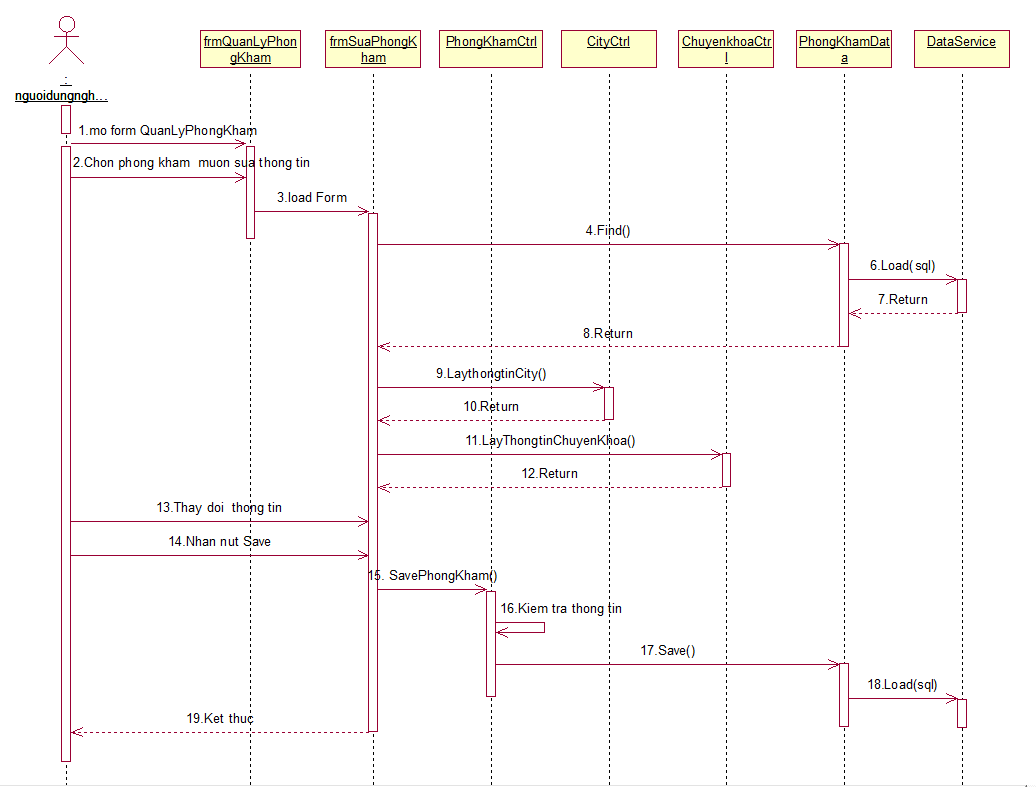 frmQuanLyPhon
gKham
frmSuaPhongK
ham
PhongKhamCtrl
CityCtrl
ChuyenkhoaCtr
l
PhongKhamDat
a
DataService
:
nguoidungngh...
1.mo form QuanLyPhongKham
2.Chon phong kham muon sua thong tin
3.load Form
4.Find()
6.Load(sql)
7.Return
8.Return
9.LaythongtinCity()
10.Return
11.LayThongtinChuyenKhoa()
12.Return
13.Thay doi thong tin
14.Nhan nut Save
15. SavePhongKham()
16.Kiem tra thong tin
17.Save()
18.Load(sql)
19.Ket thuc